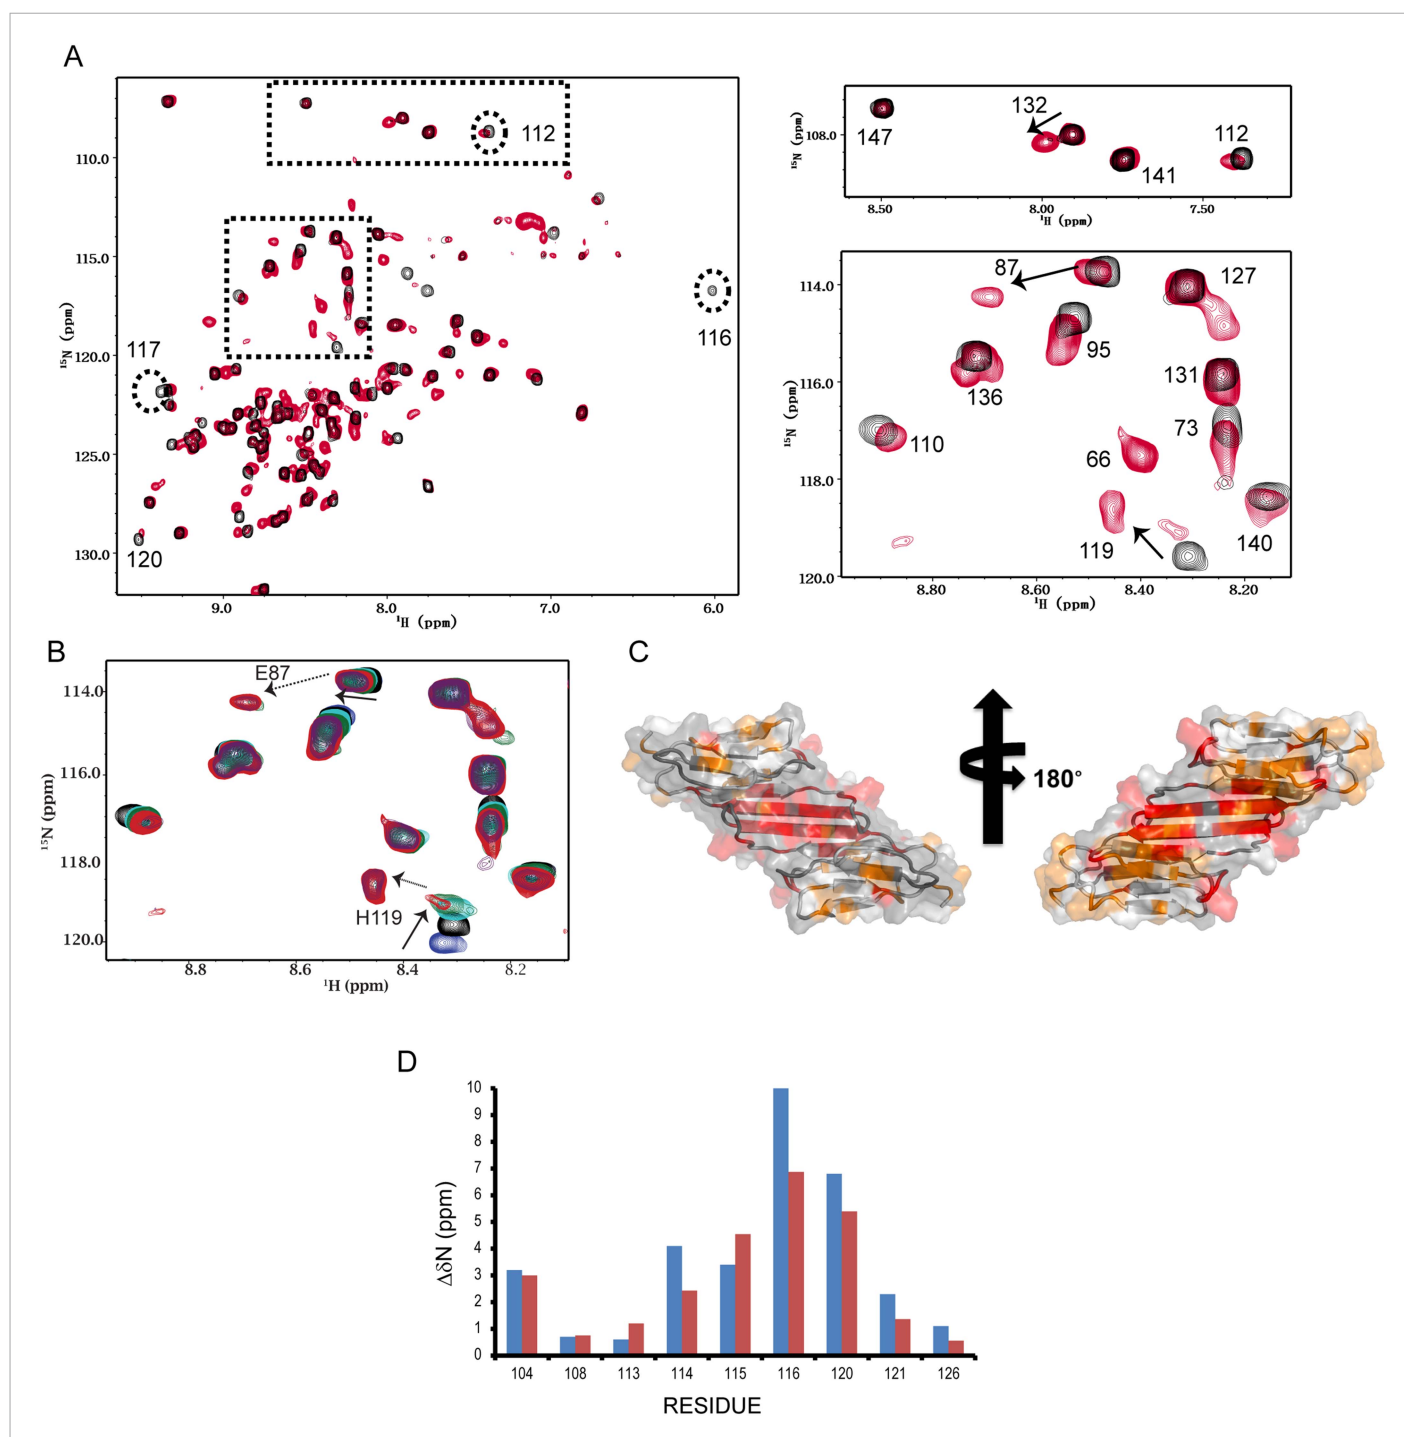 A
112
116
117
120
110.0
115.0
120.0
125.0
130.0
15N (ppm)
9.0 8.0 7.0 6.0
1H (ppm)
147
132
141
112
108.0
15N (ppm)
8.50 8.00 7.50
1H (ppm)
87
127
95
136
131
110
73
66
119
140
114.0
116.0
118.0
120.0
15N (ppm)
8.80 8.60 8.40 8.20
1H (ppm)
B
E87
H119
114.0
116.0
118.0
120.0
15N (ppm)
8.8 8.6 8.4 8.2
1H (ppm)
C
180°
D
10
9
8
7
6
5
4
3
2
1
0
ΔδN (ppm)
104 108 113 114 115 116 120 121 126
RESIDUE